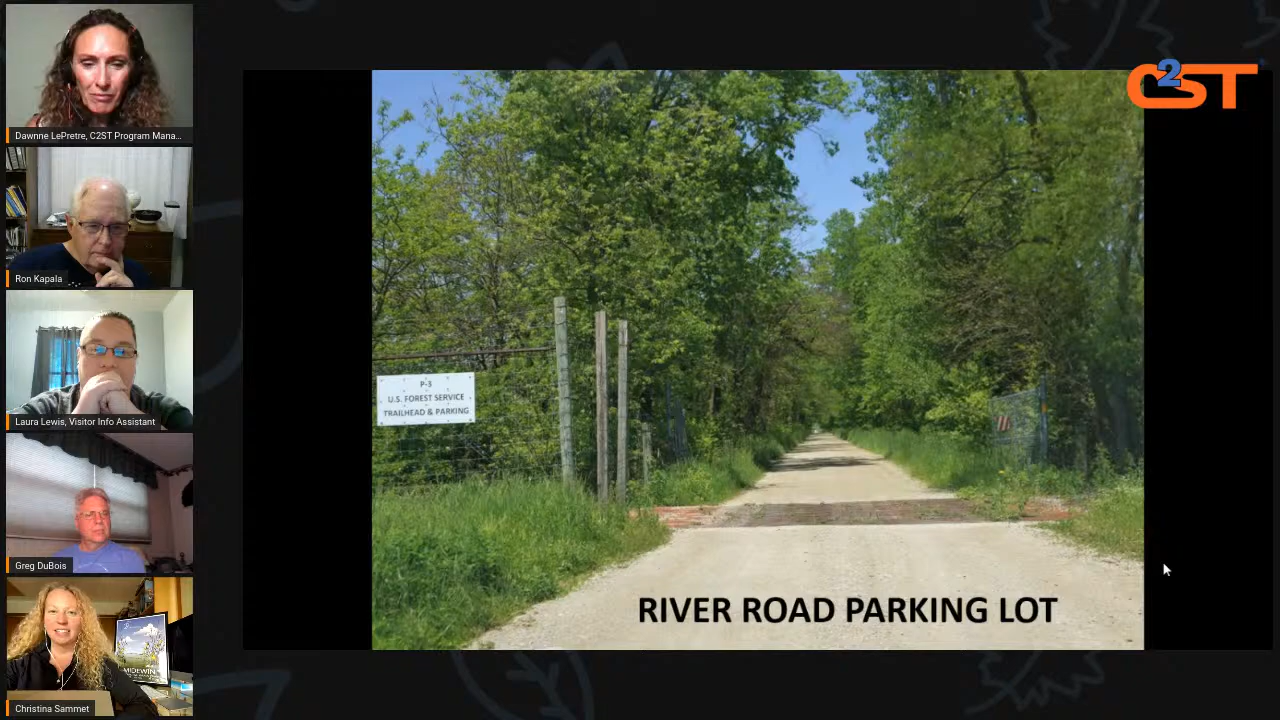 Dawnne LePretre, C2ST Program Mana...
Ron Kapala
Laura Lewis, Visitor Info Assistant
Greg DuBois
MIDEWIN
Christina Sammet
C2ST
P-3
U.S. FOREST SERVICE
TRAILHEAD & PARKING
RIVER ROAD PARKING LOT